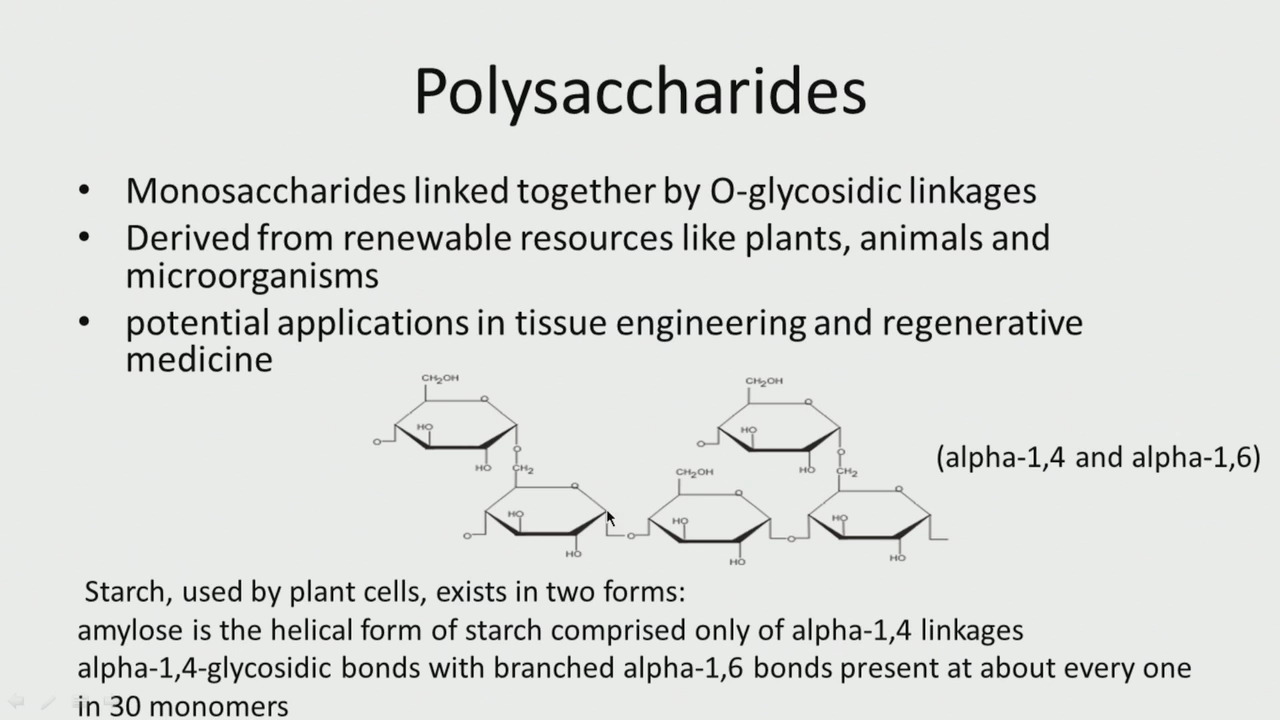 Polysaccharides
• Monosaccharides linked together by O-glycosidic linkages
• Derived from renewable resources like plants, animals and
microorganisms
• potential applications in tissue engineering and regenerative
medicine
CH₂OH CH₂OH
O O
HO HO
O O
O O
(alpha-1,4 and alpha-1,6)
HO CH₂ CH₂OH HO CH₂
O O O
HO HO HO
O O O
HO HO HO
Starch, used by plant cells, exists in two forms:
amylose is the helical form of starch comprised only of alpha-1,4 linkages
alpha-1,4-glycosidic bonds with branched alpha-1,6 bonds present at about every one
in 30 monomers